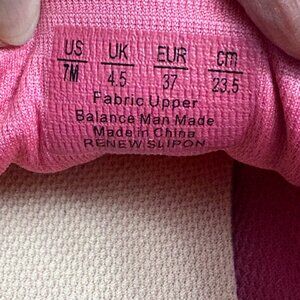 US UK EUR cm
7M 4.5 37 23.5
Fabric Upper
Balance Man Made
Made in China
RENEW SLIPON